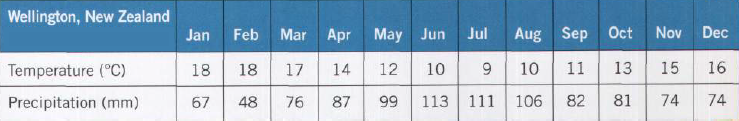 Wellington, New Zealand Jan Feb Mar Apr May Jun Jul Aug Sep Oct Nov Dec
Temperature (°C) 18 18 17 14 12 10 9 10 11 13 15 16
Precipitation (mm) 67 48 76 87 99 113 111 106 82 81 74 74